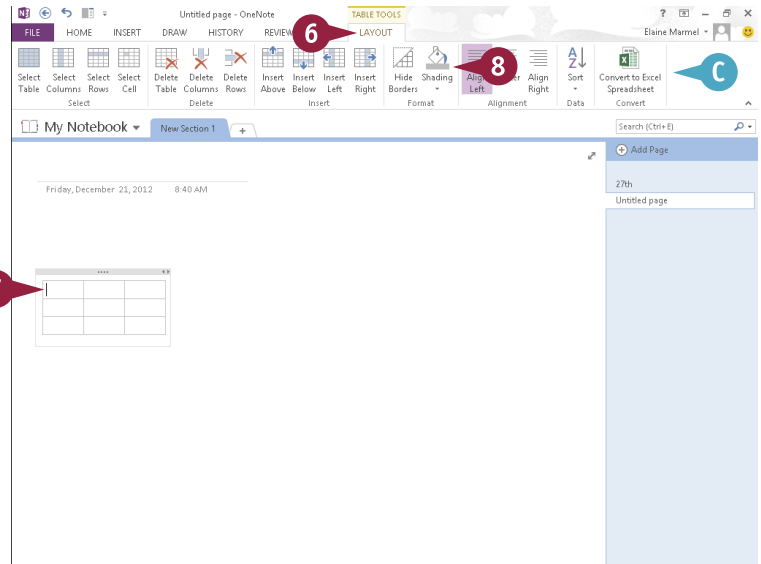 Untitled page - OneNote
TABLE TOOLS
FILE HOME INSERT DRAW HISTORY REVIEW LAYOUT
Elaine Marmel
6
8
C
Select Table
Select Columns
Select Rows
Select Cell
Delete Table
Delete Columns
Delete Rows
Insert Above
Insert Below
Insert Left
Insert Right
Hide Borders
Shading
Align Left
Align Right
Sort
Convert to Excel Spreadsheet
Select
Delete
Insert
Format
Alignment
Data
Convert
My Notebook
New Section 1
Search (Ctrl+E)
Add Page
Friday, December 21, 2012 8:40 AM
27th
Untitled page